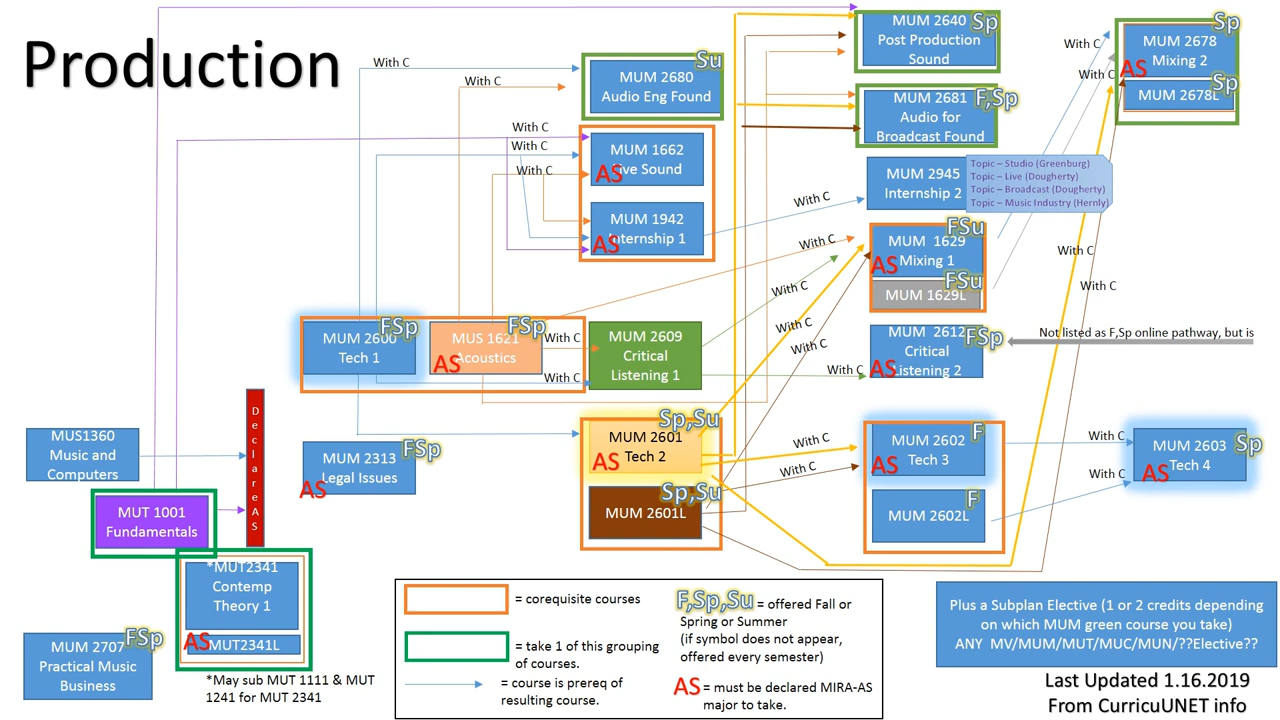 Production
With C
With C
With C
With C
With C
MUM 2680
Audio Eng Found
Su
MUM 1662
Live Sound
AS
MUM 1942
Internship 1
AS
MUM 2640
Post Production
Sound
Sp
MUM 2681
Audio for
Broadcast Found
F,Sp
MUM 2945
Internship 2
Topic – Studio (Greenburg)
Topic – Live (Dougherty)
Topic – Broadcast (Dougherty)
Topic – Music Industry (Hernly)
With C
With C
MUM 2678
Mixing 2
AS
Sp
MUM 2678L
Sp
With C
With C
With C
With C
With C
With C
With C
MUM 1629
Mixing 1
AS
FSu
MUM 1629L
FSu
MUM 2600
Tech 1
FSp
MUS 1621
Acoustics
AS
FSp
With C
With C
MUM 2609
Critical
Listening 1
With C
MUM 2612
Critical
Listening 2
AS
FSp
Not listed as F,Sp online pathway, but is
MUS1360
Music and
Computers
DeclareAS
MUM 2313
Legal Issues
AS
FSp
MUM 2601
Tech 2
AS
Sp,Su
MUM 2601L
Sp,Su
With C
With C
MUM 2602
Tech 3
AS
F
MUM 2602L
F
With C
With C
MUM 2603
Tech 4
AS
Sp
MUT 1001
Fundamentals
*MUT2341
Contemp
Theory 1
AS
MUT2341L
MUM 2707
Practical Music
Business
FSp
*May sub MUT 1111 & MUT
1241 for MUT 2341
= corequisite courses
= take 1 of this grouping
of courses.
= course is prereq of
resulting course.
F,Sp,Su = offered Fall or
Spring or Summer
(if symbol does not appear,
offered every semester)
AS = must be declared MIRA-AS
major to take.
Plus a Subplan Elective (1 or 2 credits depending
on which MUM green course you take)
ANY MV/MUM/MUT/MUC/MUN/??Elective??
Last Updated 1.16.2019
From CurricuUNET info